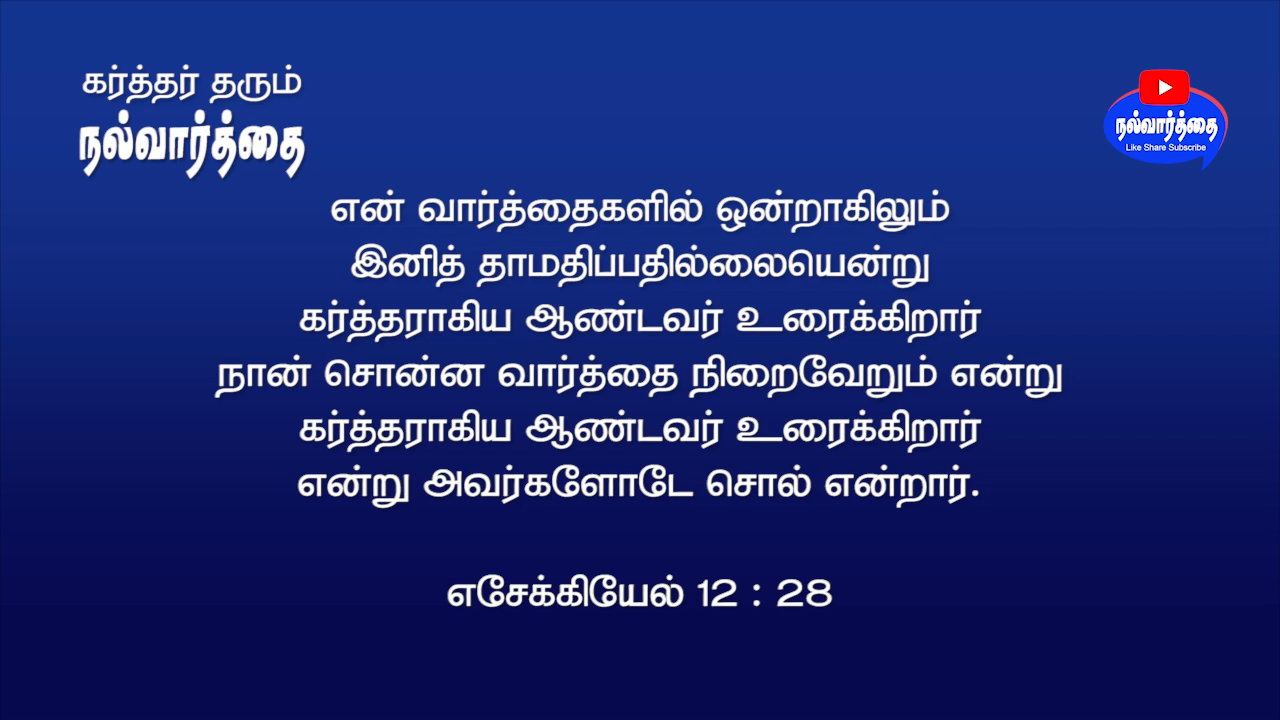 கர்த்தர் தரும்
நல்வார்த்தை
நல்வார்த்தை
Like Share Subscribe
என் வார்த்தைகளில் ஒன்றாகிலும்
இனித் தாமதிப்பதில்லையென்று
கர்த்தராகிய ஆண்டவர் உரைக்கிறார்
நான் சொன்ன வார்த்தை நிறைவேறும் என்று
கர்த்தராகிய ஆண்டவர் உரைக்கிறார்
என்று அவர்களோடே சொல் என்றார்.
எசேக்கியேல் 12 : 28